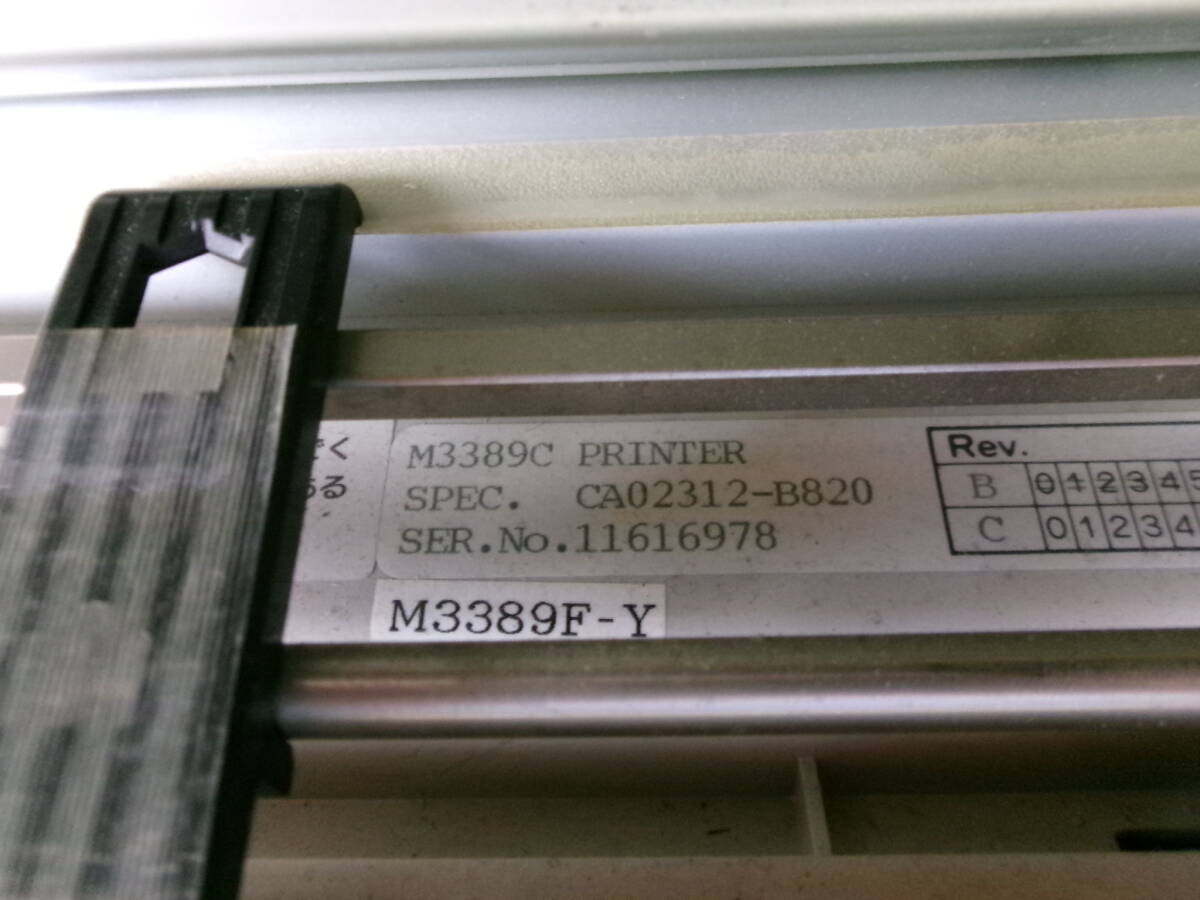 M3389C PRINTER
SPEC. CA02312-B820
SER.No.11616978
M3389F-Y
Rev.
B 0 1 2 3 4 5
C 0 1 2 3 4